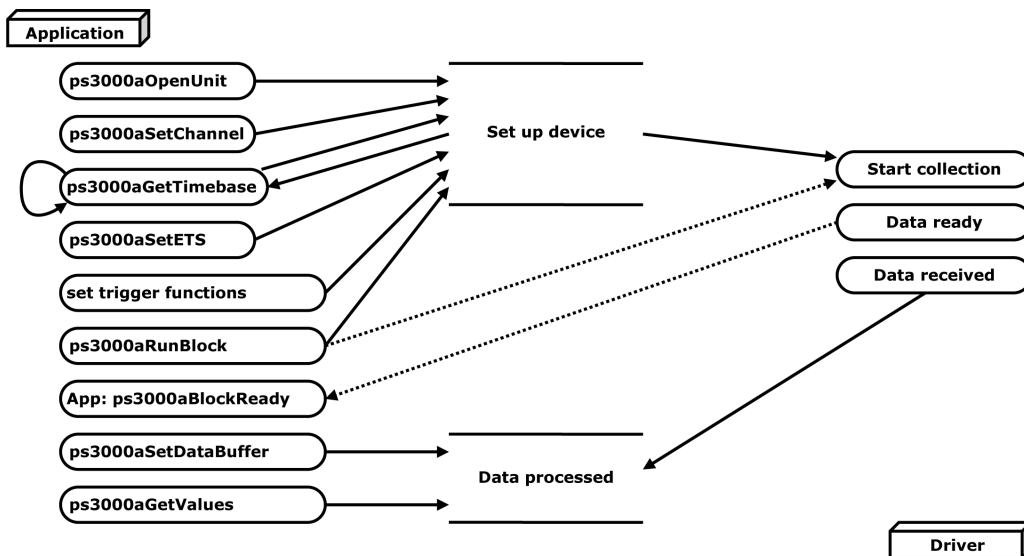 Application
ps3000aOpenUnit
ps3000aSetChannel
ps3000aGetTimebase
ps3000aSetETS
set trigger functions
ps3000aRunBlock
App: ps3000aBlockReady
ps3000aSetDataBuffer
ps3000aGetValues
Set up device
Data processed
Start collection
Data ready
Data received
Driver